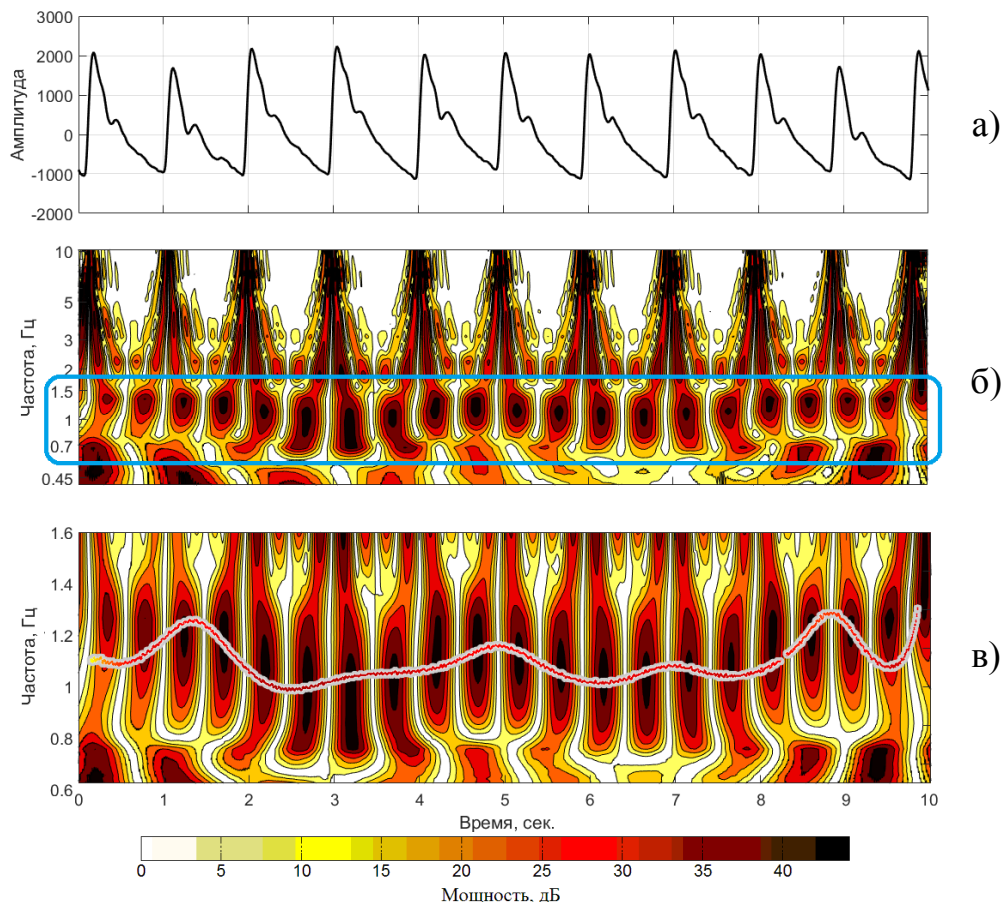 3000
2000
1000
0
-1000
-2000
Амплитуда
а)
10
5
3
2
1.5
1
0.7
0.45
Частота, Гц
б)
1.6
1.4
1.2
1
0.8
0.6
Частота, Гц
в)
0 1 2 3 4 5 6 7 8 9 10
Время, сек.
0 5 10 15 20 25 30 35 40
Мощность, дБ